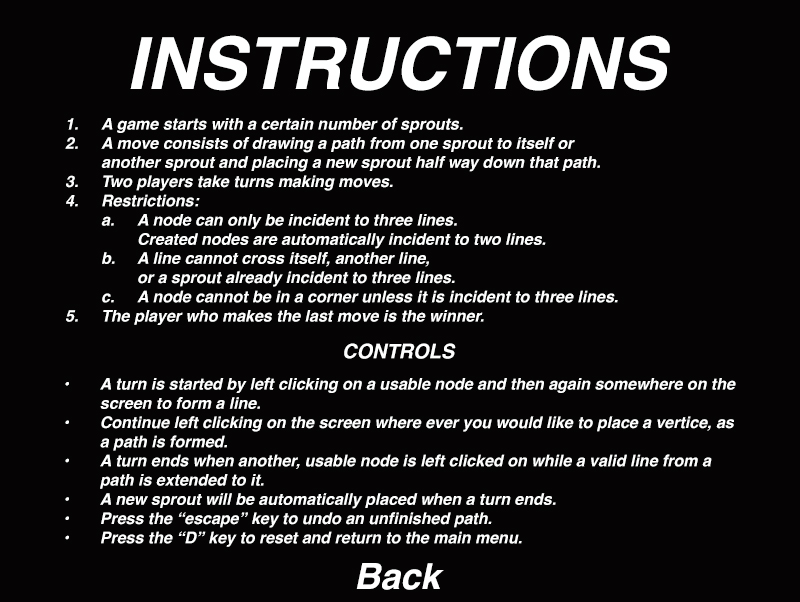 INSTRUCTIONS
1. A game starts with a certain number of sprouts.
2. A move consists of drawing a path from one sprout to itself or
another sprout and placing a new sprout half way down that path.
3. Two players take turns making moves.
4. Restrictions:
a. A node can only be incident to three lines.
Created nodes are automatically incident to two lines.
b. A line cannot cross itself, another line,
or a sprout already incident to three lines.
c. A node cannot be in a corner unless it is incident to three lines.
5. The player who makes the last move is the winner.
CONTROLS
• A turn is started by left clicking on a usable node and then again somewhere on the
screen to form a line.
• Continue left clicking on the screen where ever you would like to place a vertice, as
a path is formed.
• A turn ends when another, usable node is left clicked on while a valid line from a
path is extended to it.
• A new sprout will be automatically placed when a turn ends.
• Press the “escape” key to undo an unfinished path.
• Press the “D” key to reset and return to the main menu.
Back